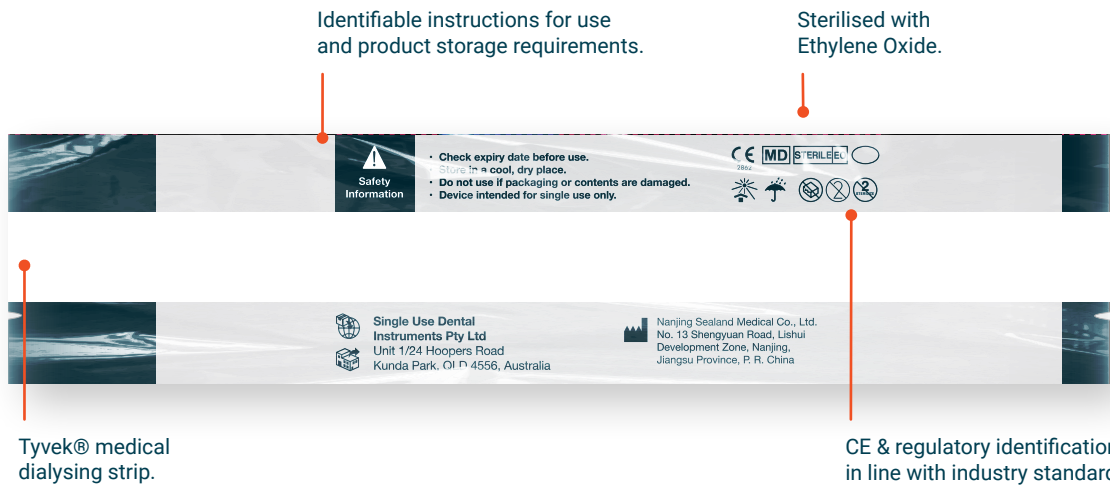 Identifiable instructions for use
and product storage requirements.
Sterilised with
Ethylene Oxide.
Safety
Information
· Check expiry date before use.
· Store in a cool, dry place.
· Do not use if packaging or contents are damaged.
· Device intended for single use only.
CE MD STERILE EO
2862
2 2
STERILIZE
Single Use Dental
Instruments Pty Ltd
Unit 1/24 Hoopers Road
Kunda Park, QLD 4556, Australia
Nanjing Sealand Medical Co., Ltd.
No. 13 Shengyuan Road, Lishui
Development Zone, Nanjing,
Jiangsu Province, P. R. China
Tyvek® medical
dialysing strip.
CE & regulatory identification
in line with industry standard